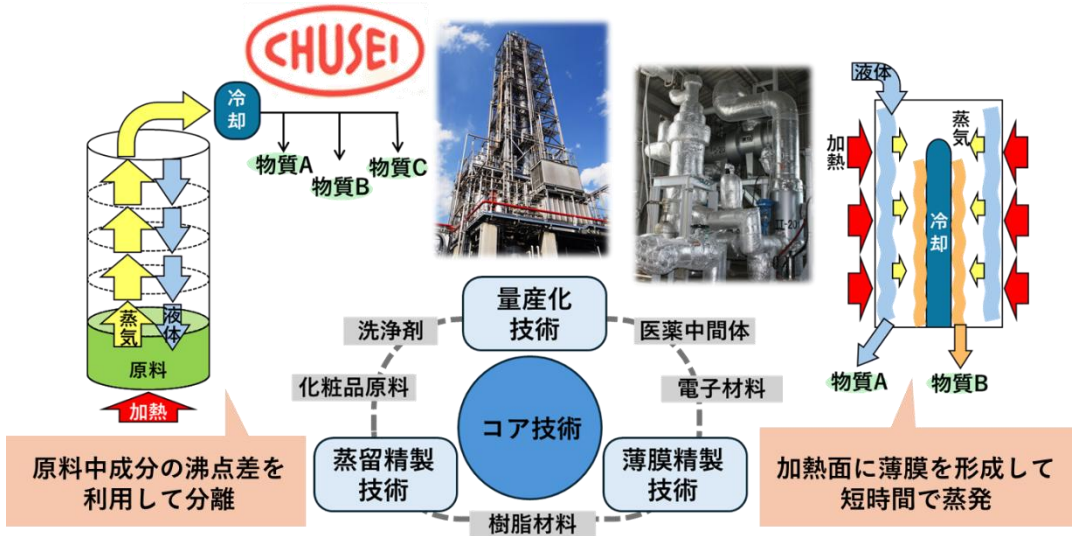 CHUSEI
冷却
物質A
物質B
物質C
蒸気
液体
原料
加熱
原料中成分の沸点差を
利用して分離
量産化
技術
洗浄剤
医薬中間体
化粧品原料
電子材料
コア技術
蒸留精製
技術
薄膜精製
技術
樹脂材料
液体
加熱
蒸気
冷却
物質A
物質B
加熱面に薄膜を形成して
短時間で蒸発